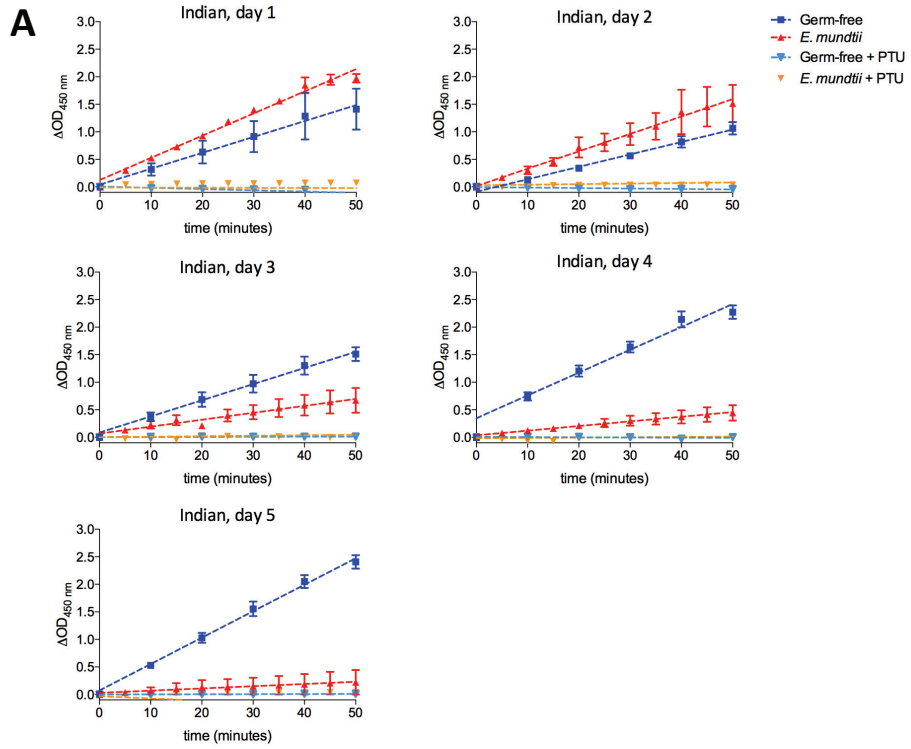 A
Indian, day 1
3.0
2.5
2.0
1.5
1.0
0.5
0.0
ΔOD450 nm
0 10 20 30 40 50
time (minutes)
Indian, day 2
3.0
2.5
2.0
1.5
1.0
0.5
0.0
ΔOD450 nm
0 10 20 30 40 50
time (minutes)
Germ-free
E. mundtii
Germ-free + PTU
E. mundtii + PTU
Indian, day 3
3.0
2.5
2.0
1.5
1.0
0.5
0.0
ΔOD450 nm
0 10 20 30 40 50
time (minutes)
Indian, day 4
3.0
2.5
2.0
1.5
1.0
0.5
0.0
ΔOD450 nm
0 10 20 30 40 50
time (minutes)
Indian, day 5
3.0
2.5
2.0
1.5
1.0
0.5
0.0
ΔOD450 nm
0 10 20 30 40 50
time (minutes)